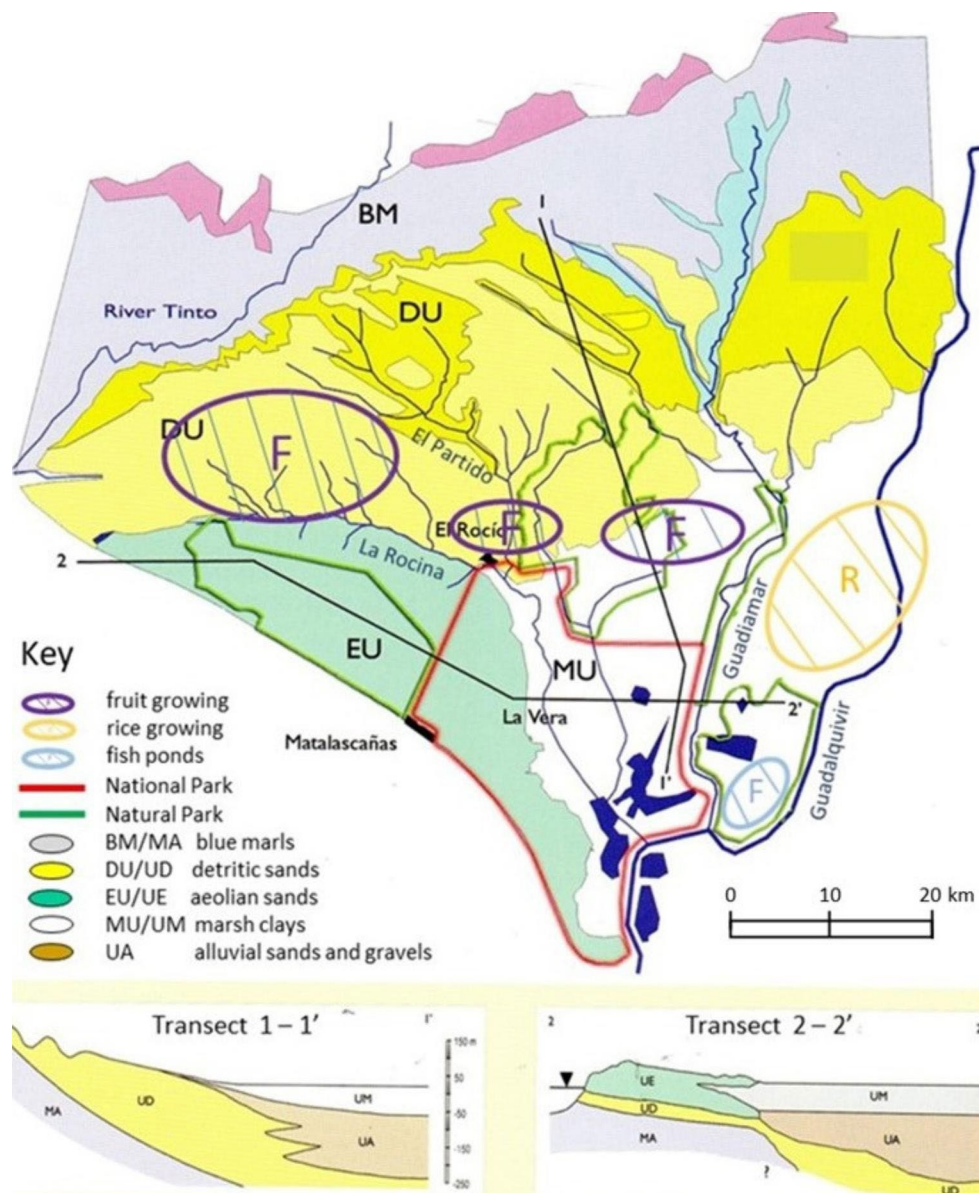 BM
1
River Tinto
DU
DU
F
El Partido
El Rocío
F
F
R
2
La Rocina
EU
MU
Guadiamar
La Vera
2'
Matalascañas
1'
F
Guadalquivir
Key
fruit growing
rice growing
fish ponds
National Park
Natural Park
BM/MA blue marls
DU/UD detritic sands
EU/UE aeolian sands
MU/UM marsh clays
UA alluvial sands and gravels
0 10 20 km
Transect 1 – 1'
1'
150 m
50
-50
-150
-250
MA
UD
UM
UA
Transect 2 – 2'
2
2
UE
UM
UD
MA
UA
?
UD